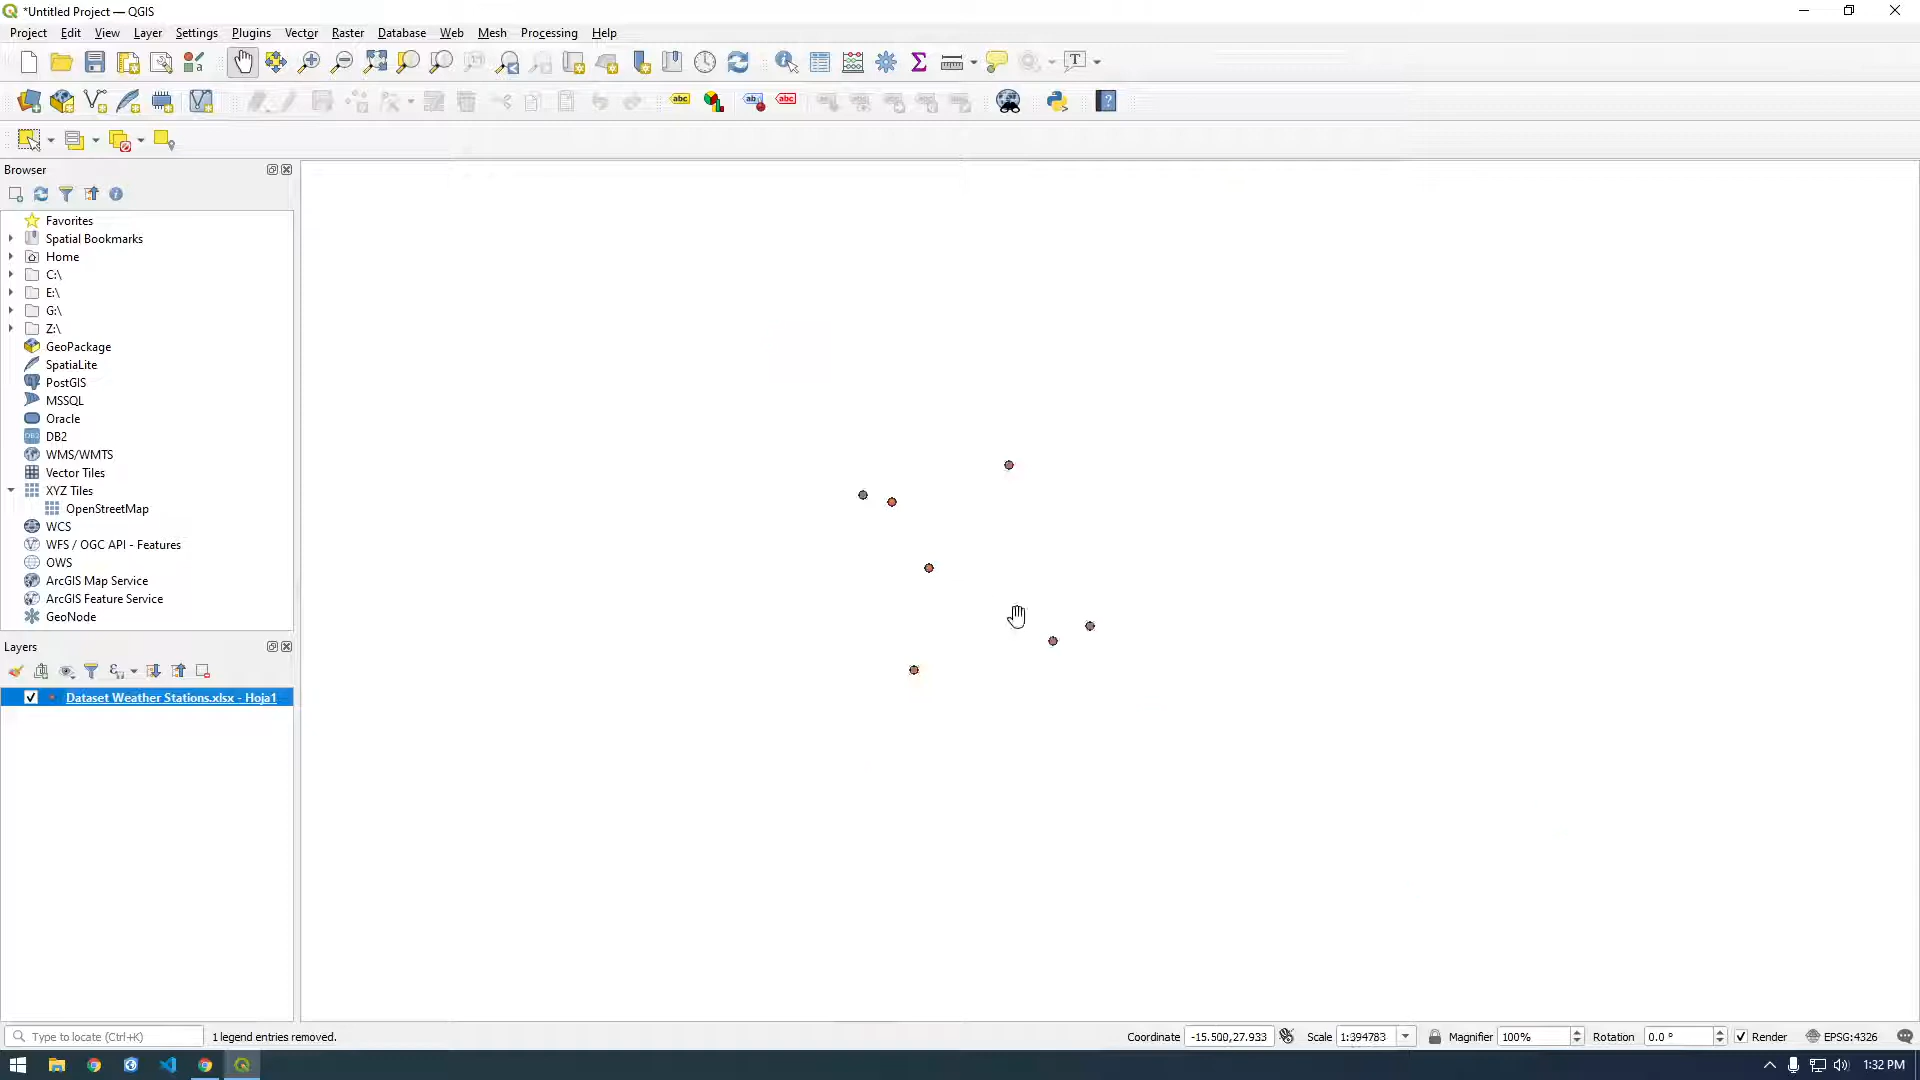 *Untitled Project — QGIS
Project Edit View Layer Settings Plugins Vector Raster Database Web Mesh Processing Help
abc abc abc
T
Browser
Favorites
Spatial Bookmarks
Home
C:\
E:\
G:\
Z:\
GeoPackage
SpatiaLite
PostGIS
MSSQL
Oracle
DB2 DB2
WMS/WMTS
Vector Tiles
XYZ Tiles
OpenStreetMap
WCS
WFS / OGC API - Features
OWS
ArcGIS Map Service
ArcGIS Feature Service
GeoNode
Layers
Dataset Weather Stations.xlsx - Hoja1
Type to locate (Ctrl+K) 1 legend entries removed. Coordinate -15.500,27.933 Scale 1:394783 Magnifier 100% Rotation 0.0 ° Render EPSG:4326
1:32 PM